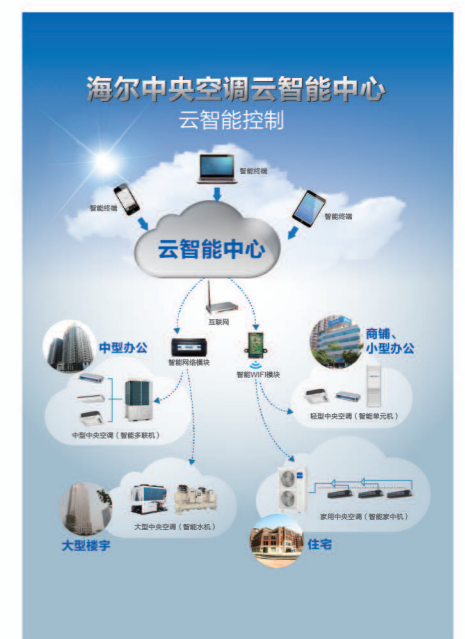 海尔中央空调云智能中心
云智能控制
智能终端
智能终端
智能终端
云智能中心
互联网
中型办公
智能网络模块
智能WIFI模块
商铺、
小型办公
中型中央空调（智能多联机）
轻型中央空调（智能单元机）
大型中央空调（智能水机）
家用中央空调（智能家中机）
大型楼宇
住宅